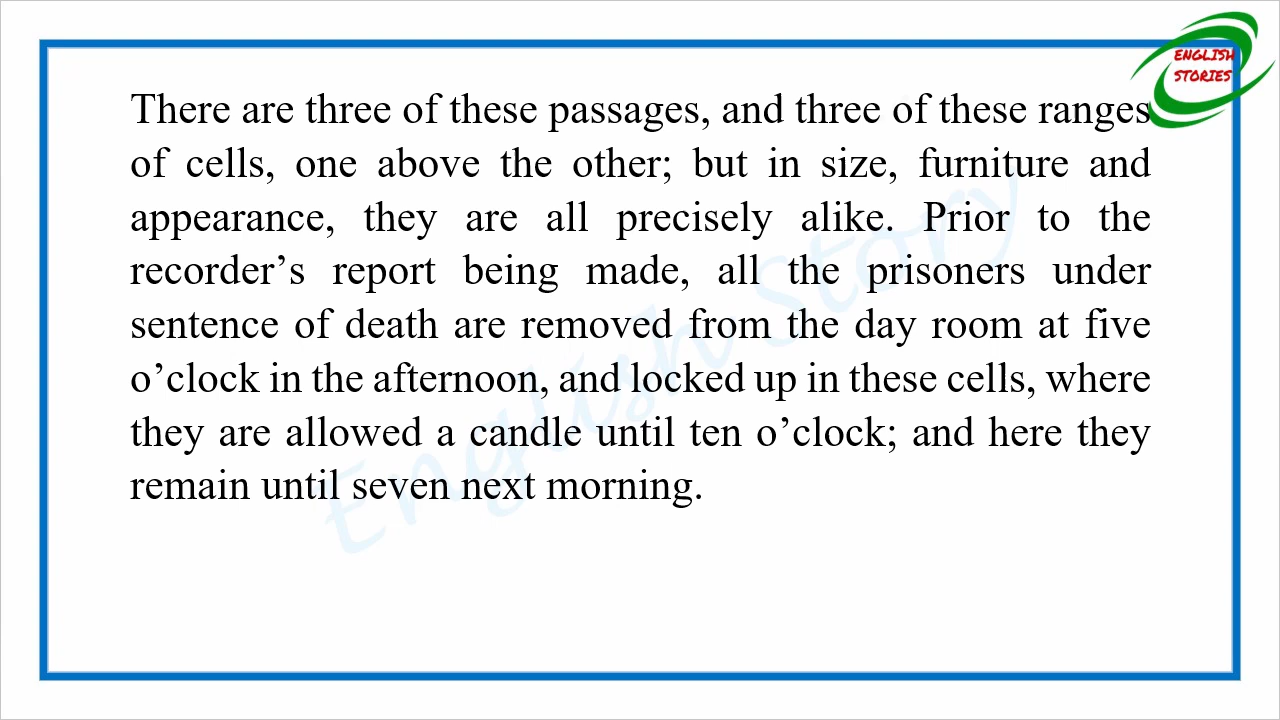 ENGLISH
STORIES
There are three of these passages, and three of these ranges
of cells, one above the other; but in size, furniture and
appearance, they are all precisely alike. Prior to the
recorder’s report being made, all the prisoners under
sentence of death are removed from the day room at five
o’clock in the afternoon, and locked up in these cells, where
they are allowed a candle until ten o’clock; and here they
remain until seven next morning.
English Story